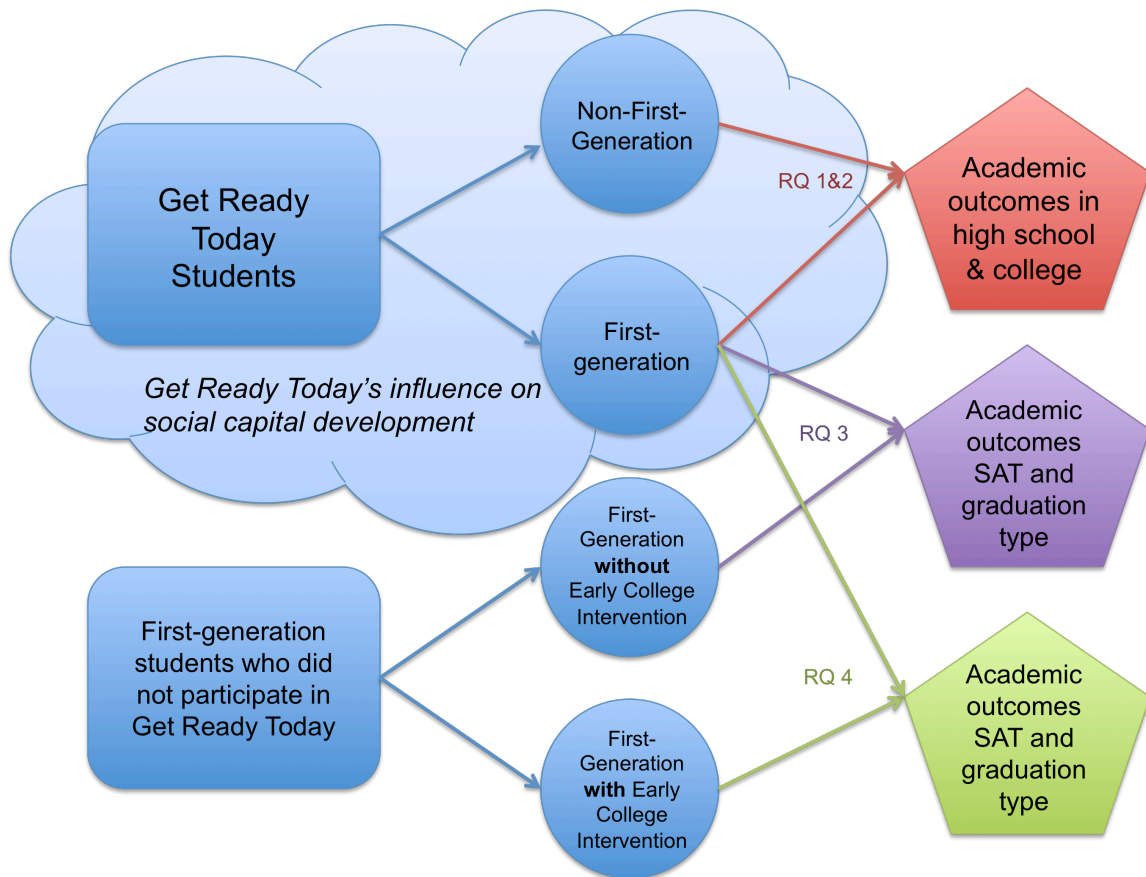 Non-First-
Generation
Get Ready
Today
Students
RQ 1&2
Academic
outcomes in
high school
& college
First-
generation
Get Ready Today's influence on
social capital development
RQ 3
Academic
outcomes
SAT and
graduation
type
First-
Generation
without
Early College
Intervention
First-generation
students who did
not participate in
Get Ready Today
RQ 4
Academic
outcomes
SAT and
graduation
type
First-
Generation
with Early
College
Intervention